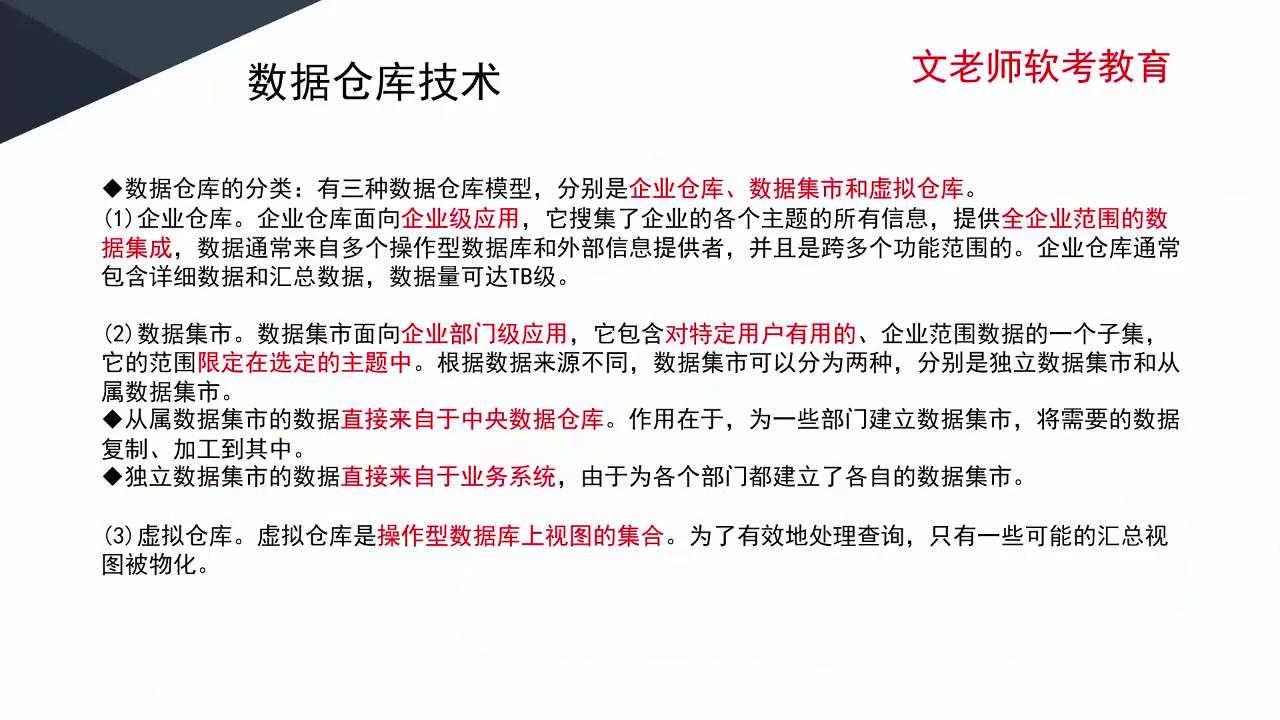 数据仓库技术
文老师软考教育
◆数据仓库的分类：有三种数据仓库模型，分别是企业仓库、数据集市和虚拟仓库。
(1)企业仓库。企业仓库面向企业级应用，它搜集了企业的各个主题的所有信息，提供全企业范围的数
据集成，数据通常来自多个操作型数据库和外部信息提供者，并且是跨多个功能范围的。企业仓库通常
包含详细数据和汇总数据，数据量可达TB级。
(2)数据集市。数据集市面向企业部门级应用，它包含对特定用户有用的、企业范围数据的一个子集，
它的范围限定在选定的主题中。根据数据来源不同，数据集市可以分为两种，分别是独立数据集市和从
属数据集市。
◆从属数据集市的数据直接来自于中央数据仓库。作用在于，为一些部门建立数据集市，将需要的数据
复制、加工到其中。
◆独立数据集市的数据直接来自于业务系统，由于为各个部门都建立了各自的数据集市。
(3)虚拟仓库。虚拟仓库是操作型数据库上视图的集合。为了有效地处理查询，只有一些可能的汇总视
图被物化。